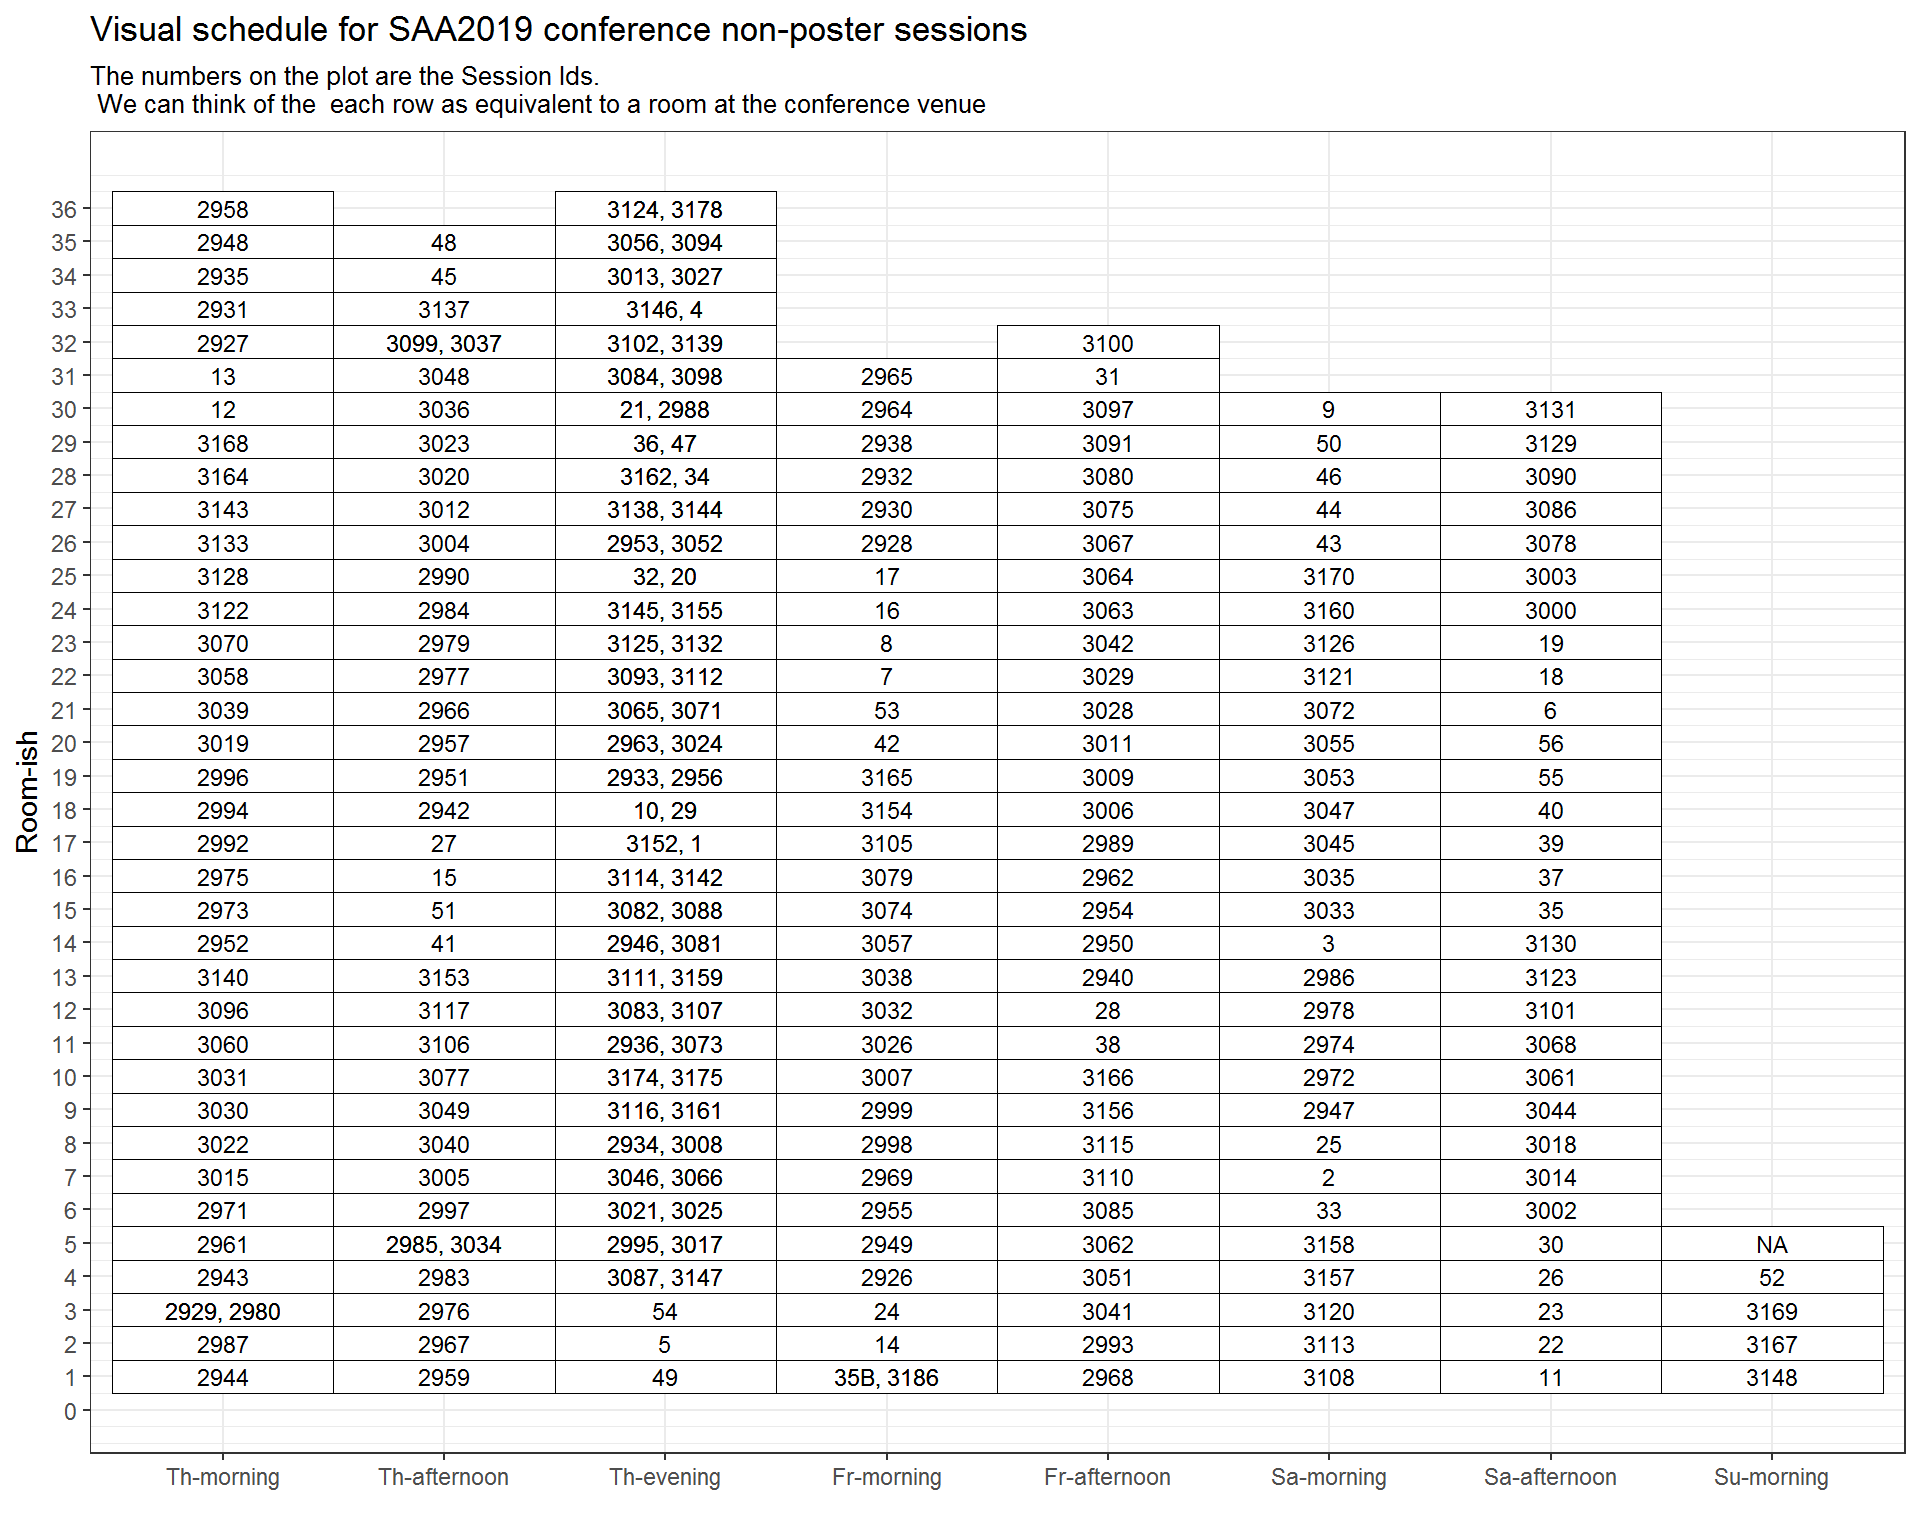 Visual schedule for SAA2019 conference non-poster sessions
The numbers on the plot are the Session Ids.
We can think of the  each row as equivalent to a room at the conference venue
Room-ish
36 2958 3124, 3178
35 2948 48 3056, 3094
34 2935 45 3013, 3027
33 2931 3137 3146, 4
32 2927 3099, 3037 3102, 3139 3100
31 13 3048 3084, 3098 2965 31
30 12 3036 21, 2988 2964 3097 9 3131
29 3168 3023 36, 47 2938 3091 50 3129
28 3164 3020 3162, 34 2932 3080 46 3090
27 3143 3012 3138, 3144 2930 3075 44 3086
26 3133 3004 2953, 3052 2928 3067 43 3078
25 3128 2990 32, 20 17 3064 3170 3003
24 3122 2984 3145, 3155 16 3063 3160 3000
23 3070 2979 3125, 3132 8 3042 3126 19
22 3058 2977 3093, 3112 7 3029 3121 18
21 3039 2966 3065, 3071 53 3028 3072 6
20 3019 2957 2963, 3024 42 3011 3055 56
19 2996 2951 2933, 2956 3165 3009 3053 55
18 2994 2942 10, 29 3154 3006 3047 40
17 2992 27 3152, 1 3105 2989 3045 39
16 2975 15 3114, 3142 3079 2962 3035 37
15 2973 51 3082, 3088 3074 2954 3033 35
14 2952 41 2946, 3081 3057 2950 3 3130
13 3140 3153 3111, 3159 3038 2940 2986 3123
12 3096 3117 3083, 3107 3032 28 2978 3101
11 3060 3106 2936, 3073 3026 38 2974 3068
10 3031 3077 3174, 3175 3007 3166 2972 3061
9 3030 3049 3116, 3161 2999 3156 2947 3044
8 3022 3040 2934, 3008 2998 3115 25 3018
7 3015 3005 3046, 3066 2969 3110 2 3014
6 2971 2997 3021, 3025 2955 3085 33 3002
5 2961 2985, 3034 2995, 3017 2949 3062 3158 30 NA
4 2943 2983 3087, 3147 2926 3051 3157 26 52
3 2929, 2980 2976 54 24 3041 3120 23 3169
2 2987 2967 5 14 2993 3113 22 3167
1 2944 2959 49 35B, 3186 2968 3108 11 3148
0
Th-morning Th-afternoon Th-evening Fr-morning Fr-afternoon Sa-morning Sa-afternoon Su-morning